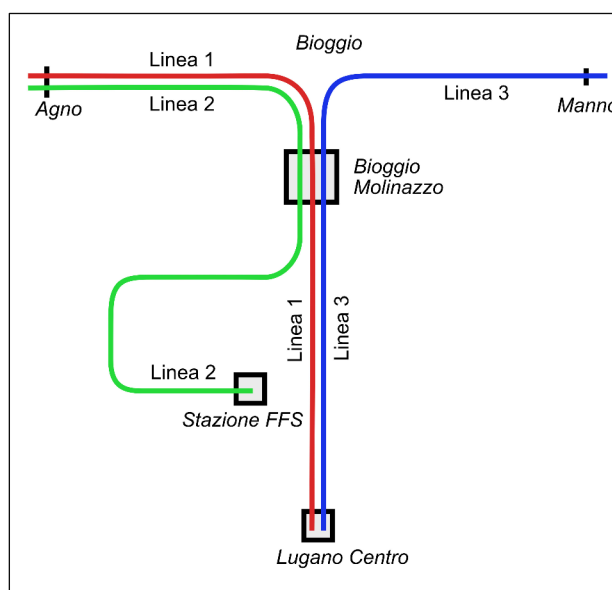 Bioggio
Linea 1
Linea 2
Linea 3
Agno
Manno
Bioggio
Molinazzo
Linea 1
Linea 3
Linea 2
Stazione FFS
Lugano Centro